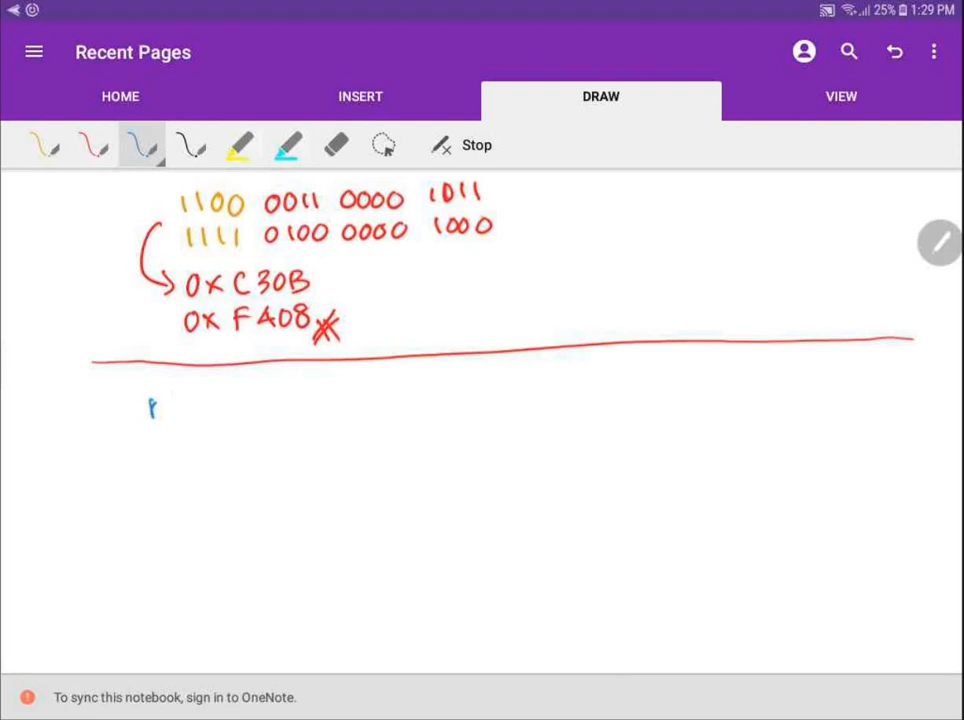 25% 1:29 PM
Recent Pages
HOME INSERT DRAW VIEW
Stop
1100 0011 0000 1011
1111 0100 0000 1000
0x C30B
0x F408
To sync this notebook, sign in to OneNote.